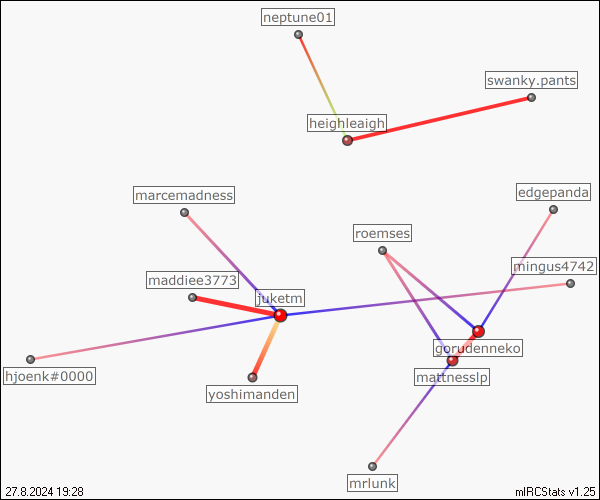 neptune01
swanky.pants
heighleaigh
marcemadness
edgepanda
roemses
mingus4742
maddiee3773
juketm
gorudenneko
hjoenk#0000
mattnesslp
yoshimanden
mrlunk
27.8.2024 19:28
mIRCStats v1.25